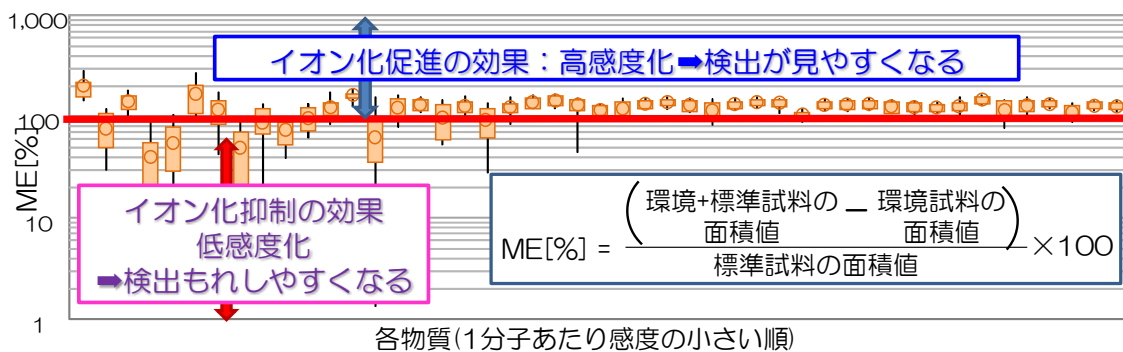 1,000
イオン化促進の効果：高感度化➡検出が見やすくなる
100
ME[%]
10
1
イオン化抑制の効果
低感度化
➡検出もれしやすくなる
ME[%] = (環境+標準試料の面積値 － 環境試料の面積値) / 標準試料の面積値 ×100
各物質(1分子あたり感度の小さい順)